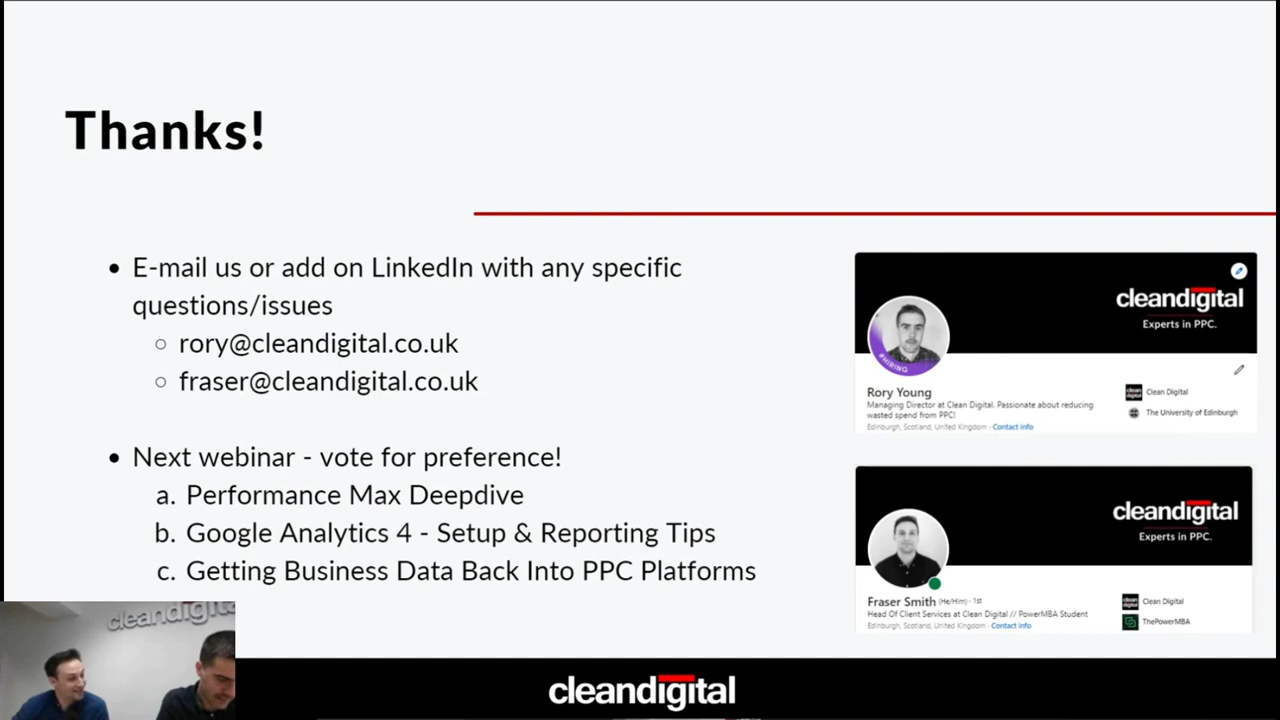 Thanks!
E-mail us or add on LinkedIn with any specific
questions/issues
rory@cleandigital.co.uk
fraser@cleandigital.co.uk
Next webinar - vote for preference!
a. Performance Max Deepdive
b. Google Analytics 4 - Setup & Reporting Tips
c. Getting Business Data Back Into PPC Platforms
cleandigital
Experts in PPC.
#HIRING
Rory Young
Managing Director at Clean Digital. Passionate about reducing
wasted spend from PPC!
Edinburgh, Scotland, United Kingdom · Contact info
Clean Digital
The University of Edinburgh
cleandigital
Experts in PPC.
Fraser Smith (He/Him) · 1st
Head Of Client Services at Clean Digital // PowerMBA Student
Edinburgh, Scotland, United Kingdom · Contact info
Clean Digital
ThePowerMBA
cleandigital
cleandigital